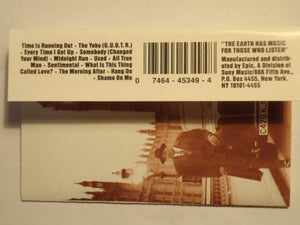 Time Is Running Out - The Yoke (G.U.O.T.R.)
- Every Time I Get Up - Somebody (Changed
Your Mind) - Midnight Run - Used - All True
Man - Sentimental - What Is This Thing
Called Love? - The Morning After - Hang On
- Shame On Me
0 7464-45349-4
"THE EARTH HAS MUSIC
FOR THOSE WHO LISTEN"
Manufactured and distrib-
uted by Epic. A Division of
Sony Music/666 Fifth Ave.,
P.O. Box 4455, New York,
NY 10101-4455